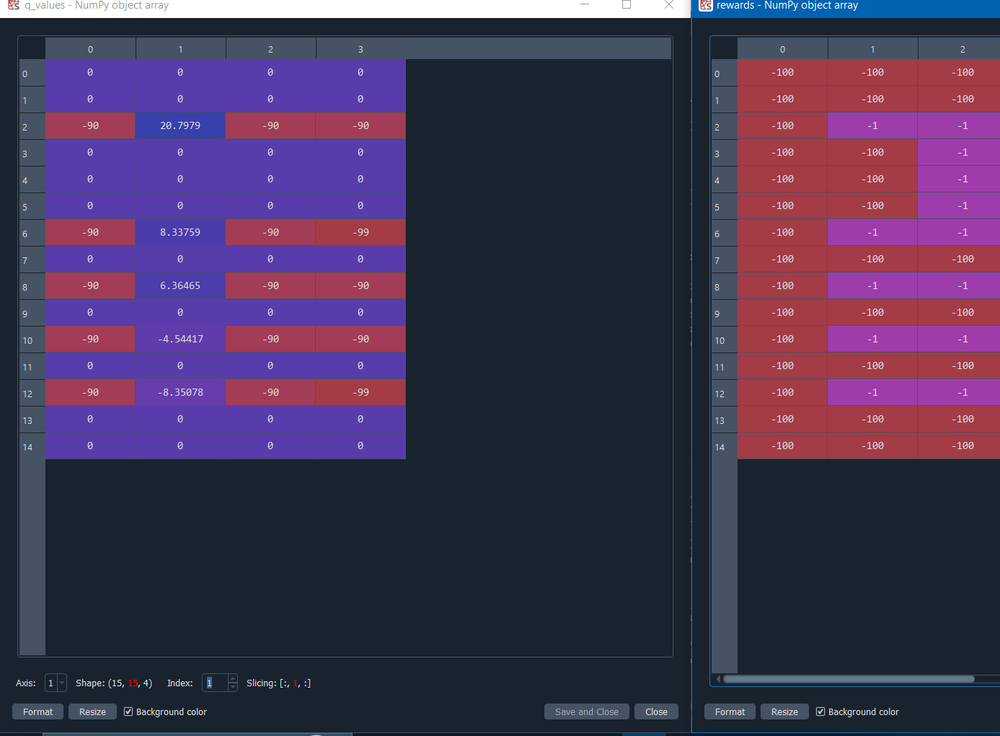 q_values - NumPy object array
0 1 2 3
0 0 0 0 0
1 0 0 0 0
2 -90 20.7979 -90 -90
3 0 0 0 0
4 0 0 0 0
5 0 0 0 0
6 -90 8.33759 -90 -99
7 0 0 0 0
8 -90 6.36465 -90 -90
9 0 0 0 0
10 -90 -4.54417 -90 -90
11 0 0 0 0
12 -90 -8.35078 -90 -99
13 0 0 0 0
14 0 0 0 0
Axis: 1 Shape: (15, 15, 4) Index: 1 Slicing: [:, 1, :]
Format Resize Background color Save and Close Close
rewards - NumPy object array
0 1 2
0 -100 -100 -100
1 -100 -100 -100
2 -100 -1 -1
3 -100 -100 -1
4 -100 -100 -1
5 -100 -100 -1
6 -100 -1 -1
7 -100 -100 -100
8 -100 -1 -1
9 -100 -100 -100
10 -100 -1 -1
11 -100 -100 -100
12 -100 -1 -1
13 -100 -100 -100
14 -100 -100 -100
Format Resize Background color